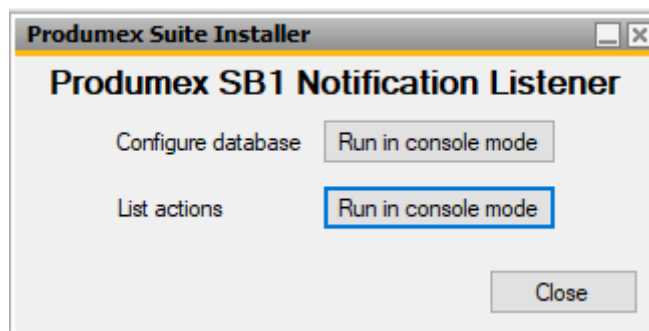 Produmex Suite Installer
Produmex SB1 Notification Listener
Configure database Run in console mode
List actions Run in console mode
Close